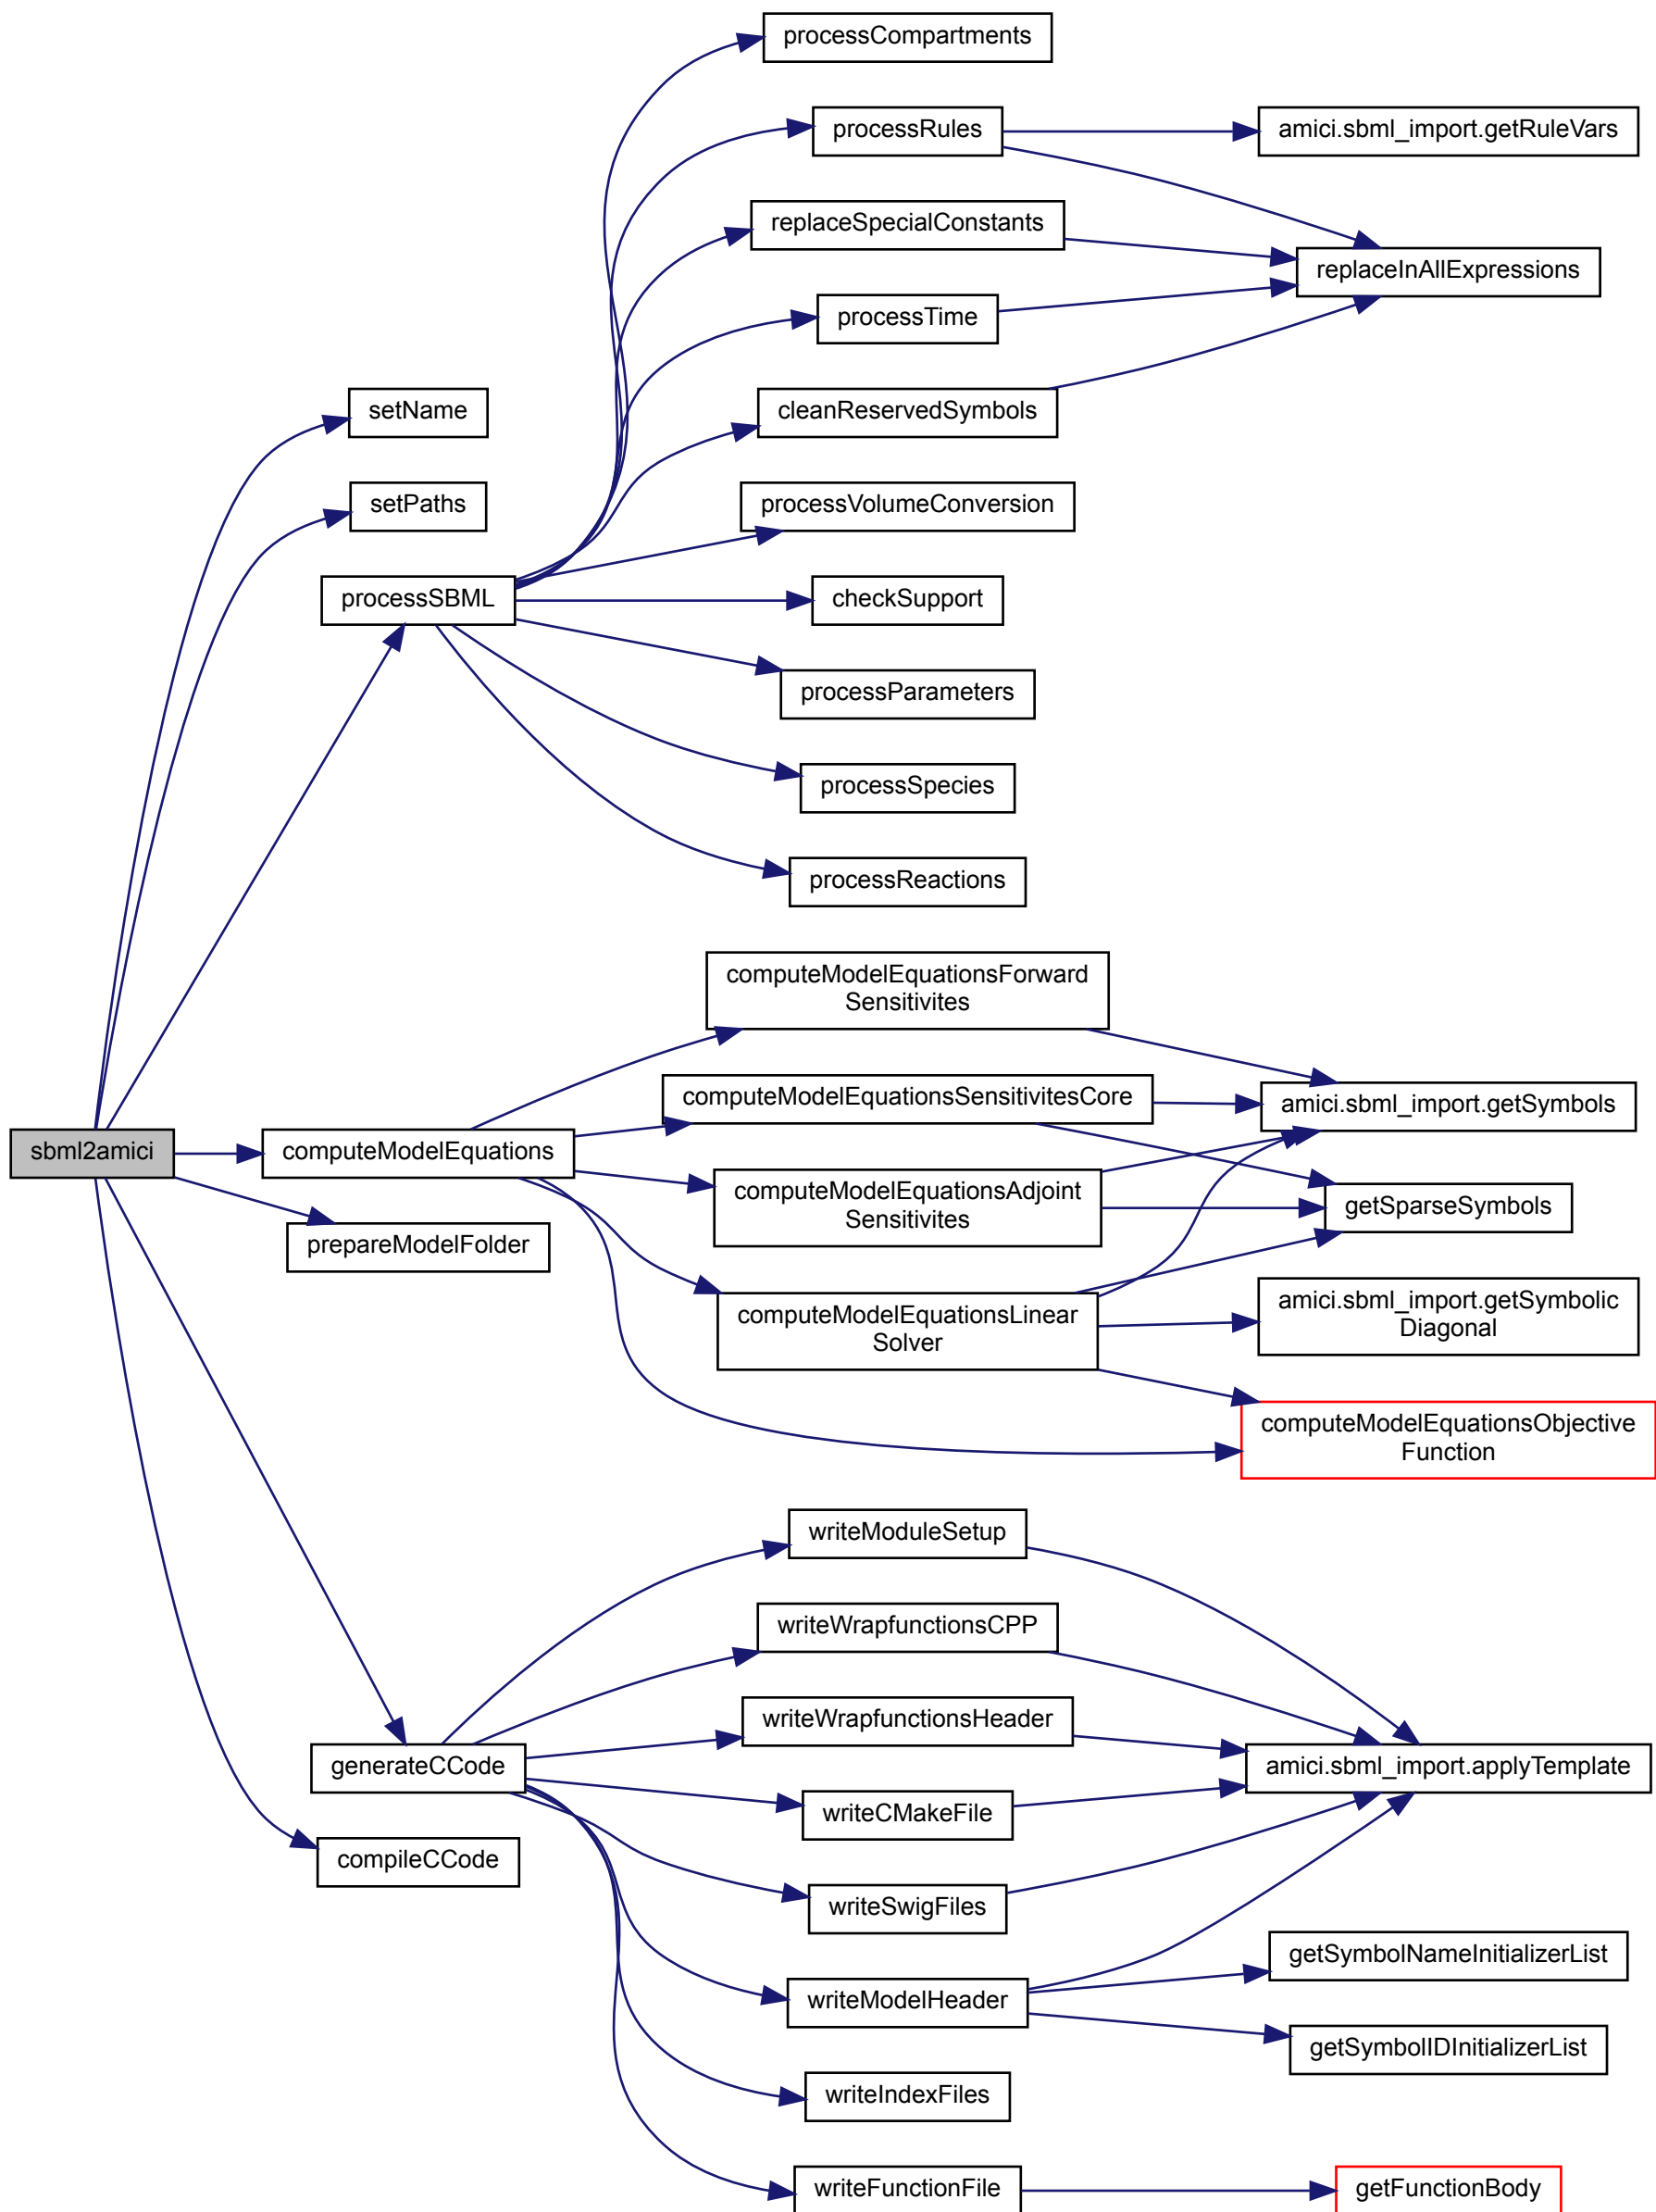 processCompartments
processRules
amici.sbml_import.getRuleVars
replaceSpecialConstants
replaceInAllExpressions
processTime
setName
cleanReservedSymbols
setPaths
processVolumeConversion
processSBML
checkSupport
processParameters
processSpecies
processReactions
computeModelEquationsForward
Sensitivites
computeModelEquationsSensitivitesCore
amici.sbml_import.getSymbols
sbml2amici
computeModelEquations
computeModelEquationsAdjoint
Sensitivites
getSparseSymbols
prepareModelFolder
computeModelEquationsLinear
Solver
amici.sbml_import.getSymbolic
Diagonal
computeModelEquationsObjective
Function
writeModuleSetup
writeWrapfunctionsCPP
writeWrapfunctionsHeader
generateCCode
amici.sbml_import.applyTemplate
writeCMakeFile
compileCCode
writeSwigFiles
getSymbolNameInitializerList
writeModelHeader
getSymbolIDInitializerList
writeIndexFiles
writeFunctionFile
getFunctionBody